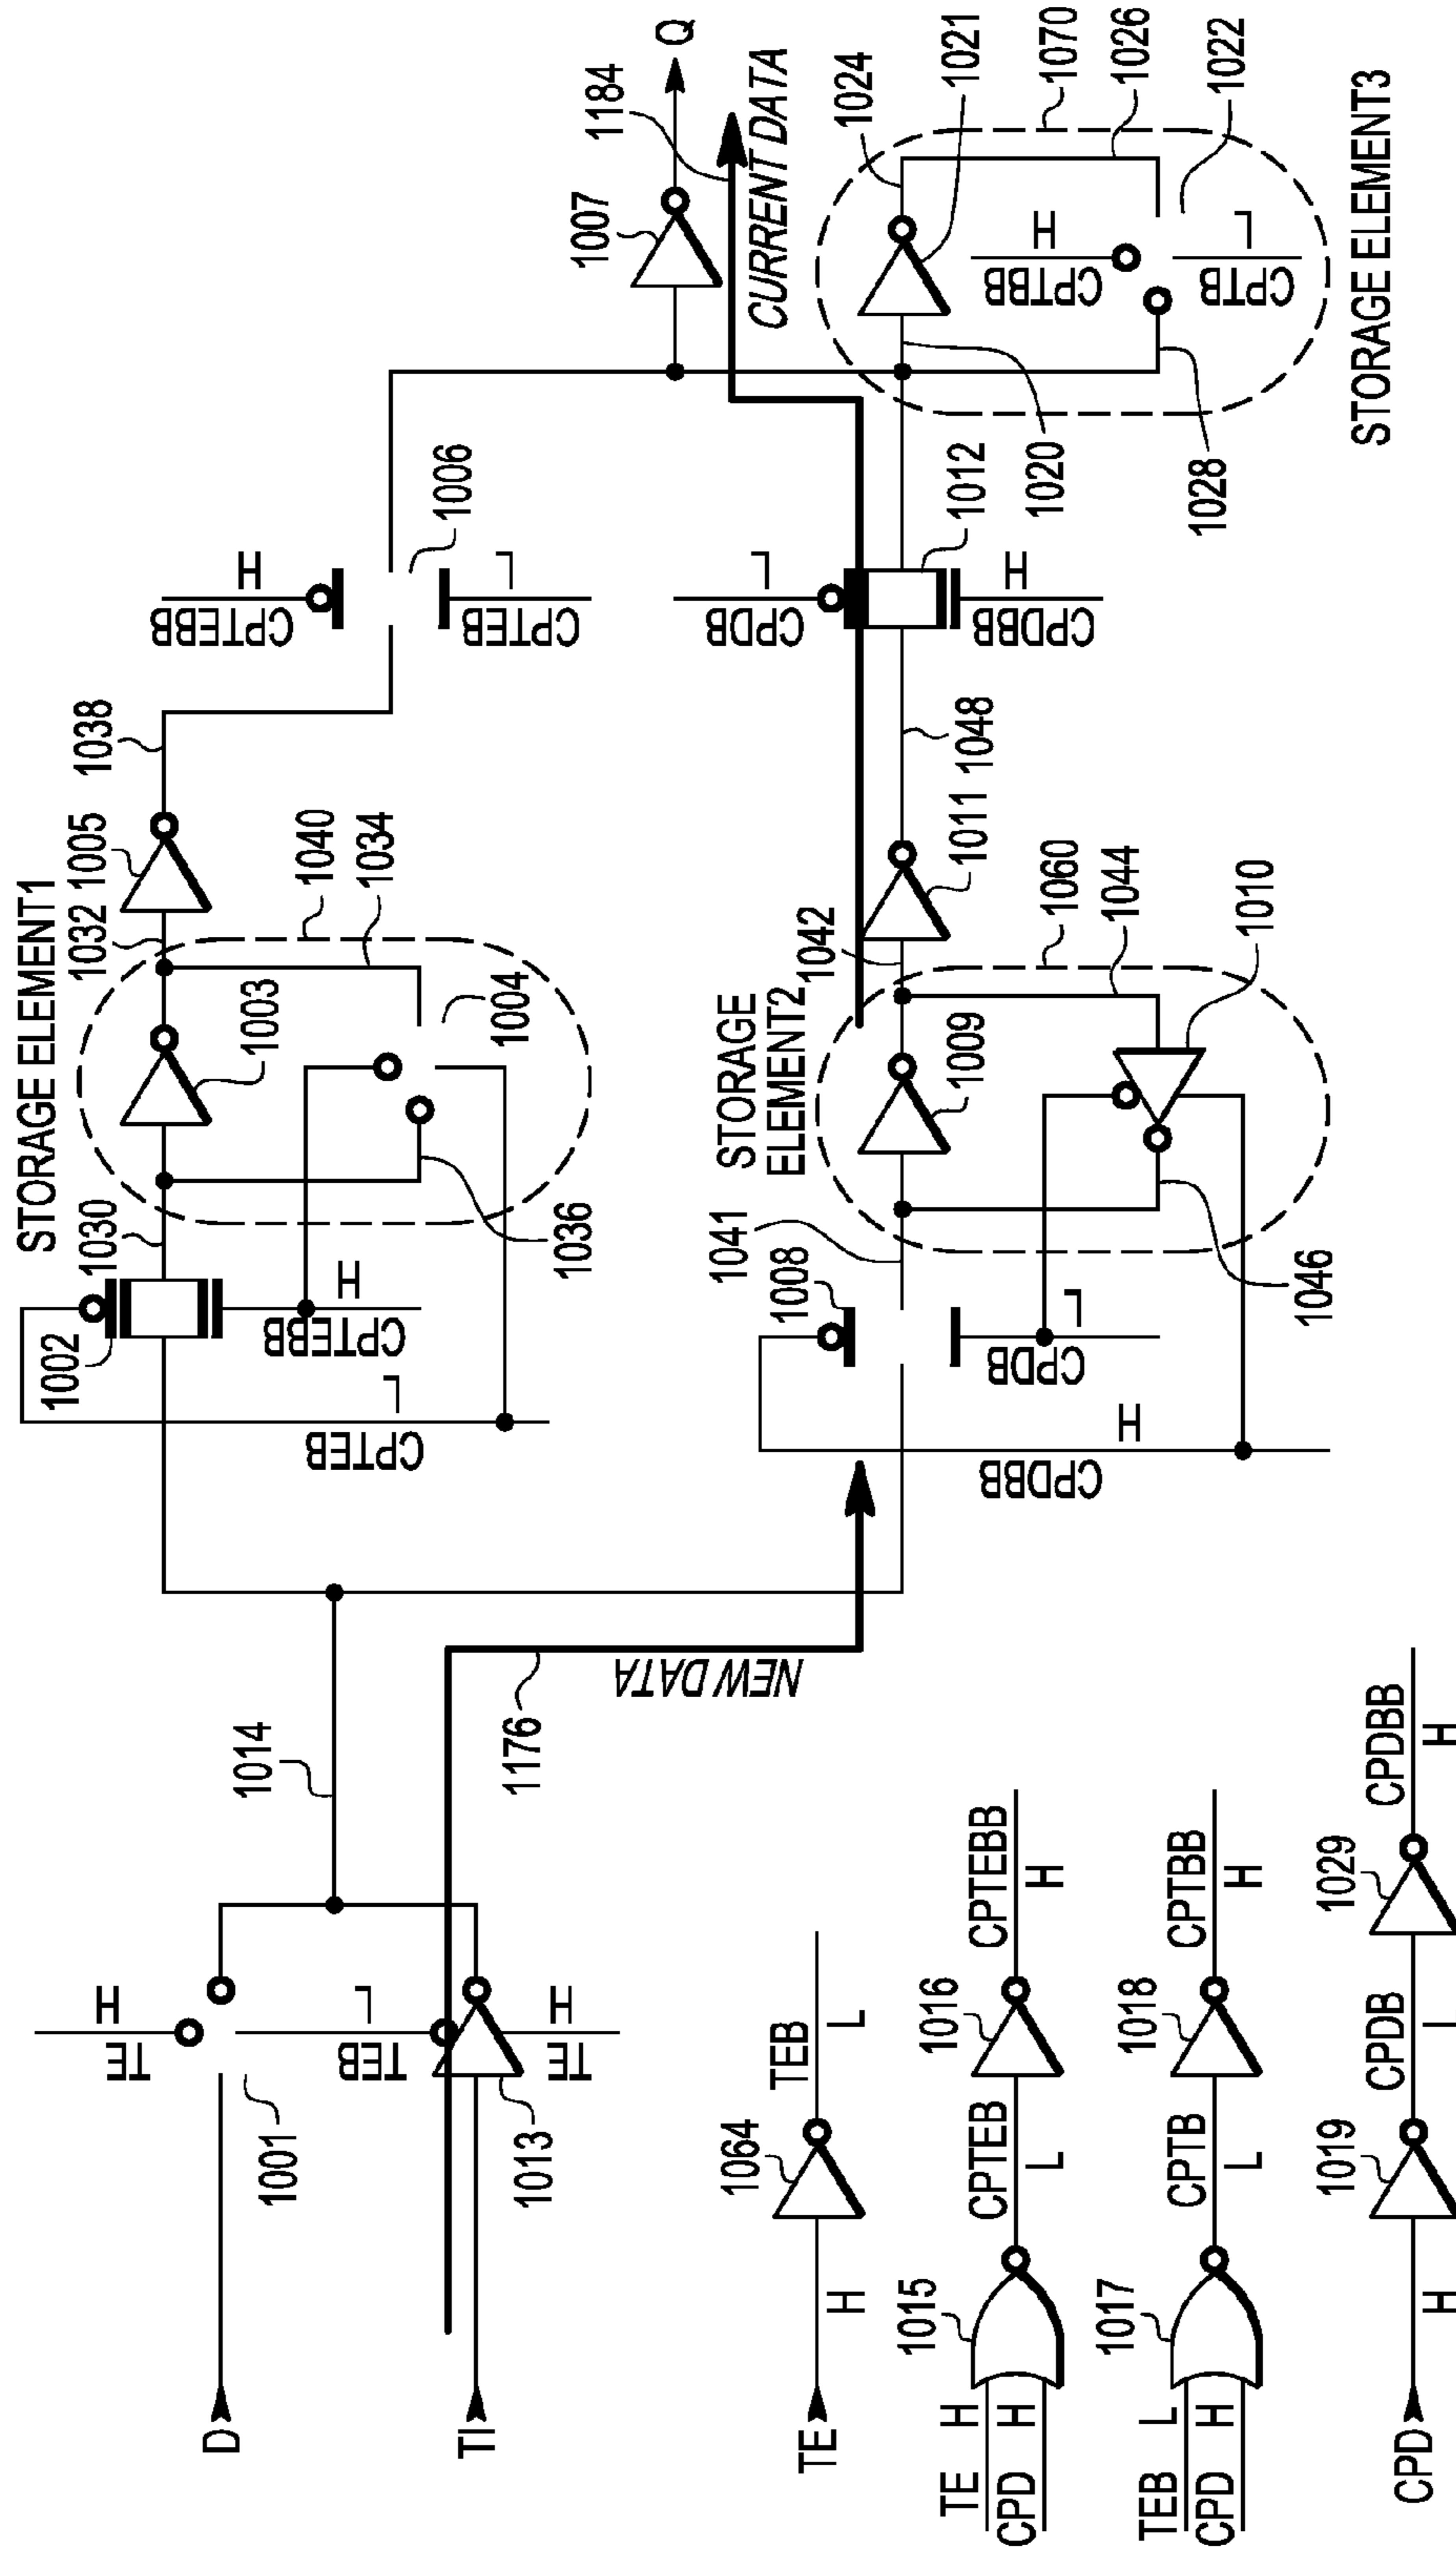 STORAGE ELEMENT1
1002
1030
1003
1032
1005
1038
1040
1034
1004
1036
CPTEBB
H
CPTEB
L
CPTEBB
H
1006
CPTEB
L
1007
Q
1184
CURRENT DATA
D
TE
H
1001
TEB
L
TI
1013
TE
H
1014
1176
NEW DATA
STORAGE
ELEMENT2
1041
1008
1009
1042
1011
1048
1060
1044
1010
1046
CPDB
L
CPDBB
H
CPDB
L
1012
CPDBB
H
1020
1024
1021
1070
1026
1022
1028
CPTBB
H
CPTB
L
STORAGE ELEMENT3
TE
H
1064
TEB
L
TE H
CPD H
1015
CPTEB
L
1016
CPTEBB
H
TEB L
CPD H
1017
CPTB
L
1018
CPTBB
H
CPD
H
1019
CPDB
L
1029
CPDBB
H